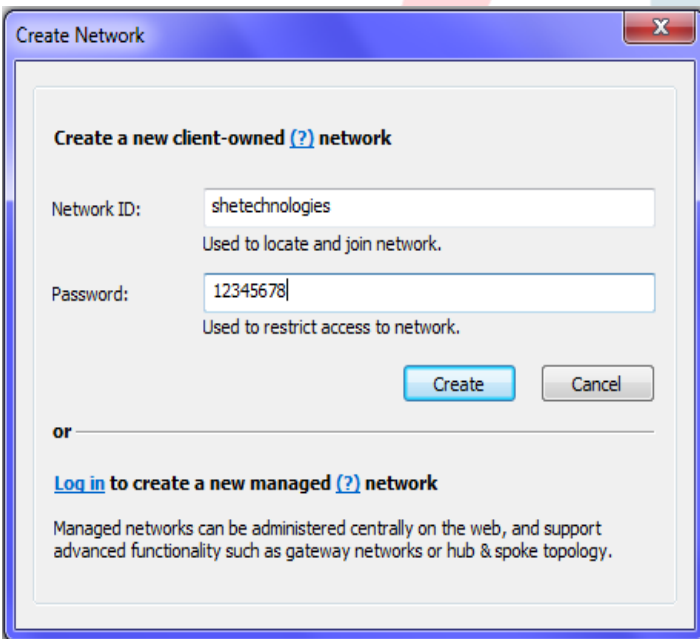 Create Network
X
Create a new client-owned (?) network
Network ID:
shetechnologies
Used to locate and join network.
Password:
12345678
Used to restrict access to network.
Create Cancel
or
Log in to create a new managed (?) network
Managed networks can be administered centrally on the web, and support
advanced functionality such as gateway networks or hub & spoke topology.